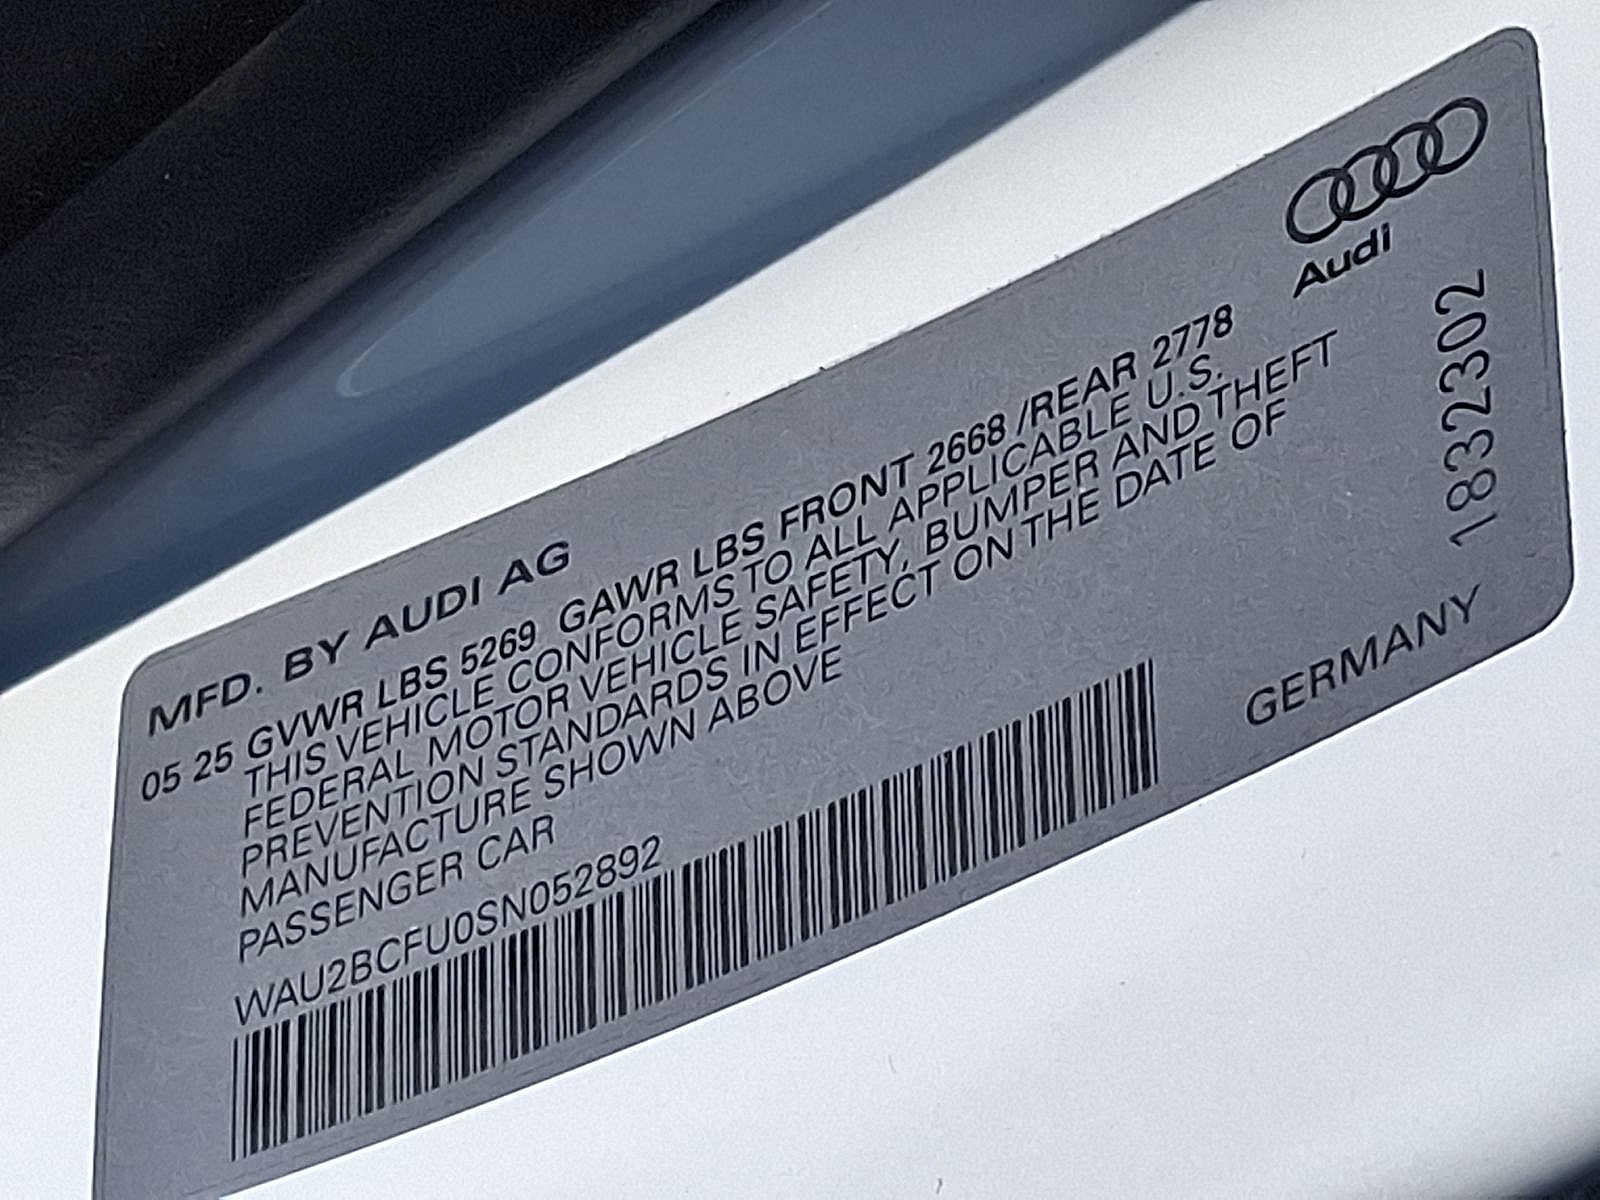 Audi
MFD. BY AUDI AG
05 25 GVWR LBS 5269 GAWR LBS FRONT 2668 /REAR 2778
THIS VEHICLE CONFORMS TO ALL APPLICABLE U.S.
FEDERAL MOTOR VEHICLE SAFETY, BUMPER AND THEFT
PREVENTION STANDARDS IN EFFECT ON THE DATE OF
MANUFACTURE SHOWN ABOVE
PASSENGER CAR
WAU2BCFU0SN052892
GERMANY
1832302